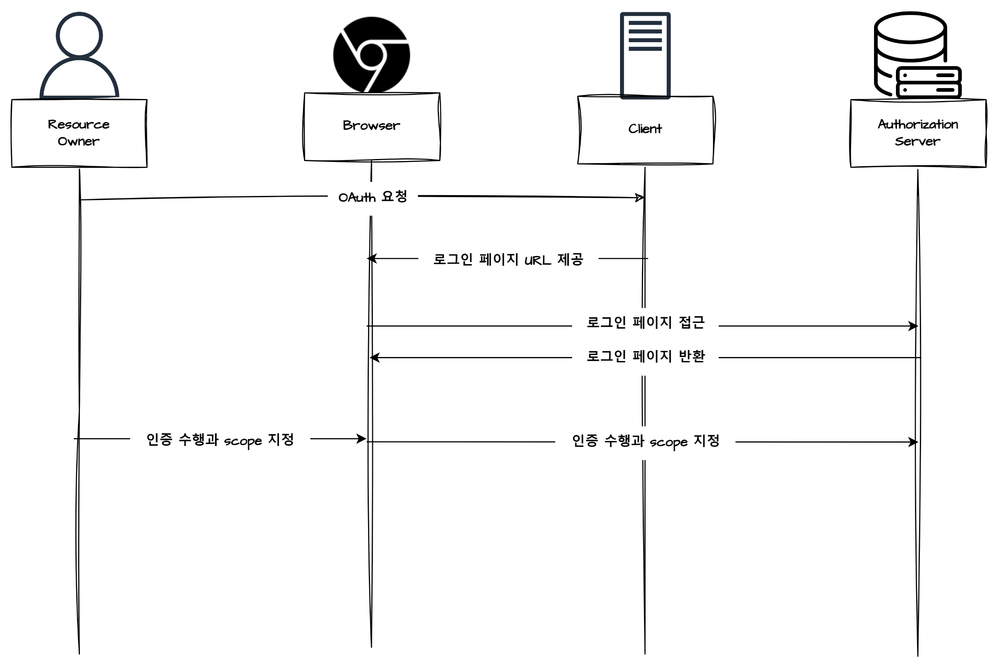 Resource
Owner
Browser
Client
Authorization
Server
OAuth 요청
로그인 페이지 URL 제공
로그인 페이지 접근
로그인 페이지 반환
인증 수행과 scope 지정
인증 수행과 scope 지정